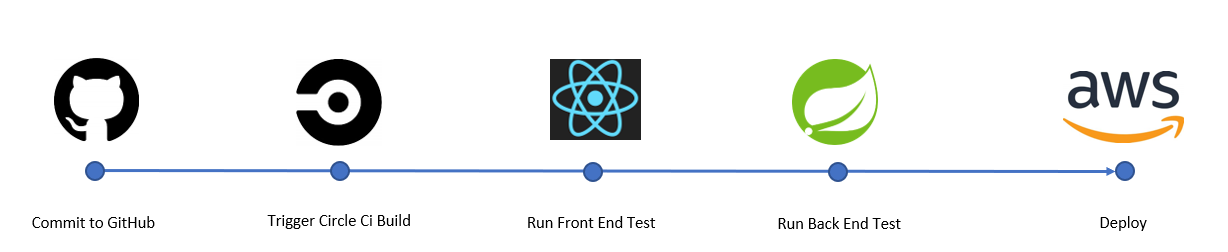 aws
Commit to GitHub
Trigger Circle Ci Build
Run Front End Test
Run Back End Test
Deploy